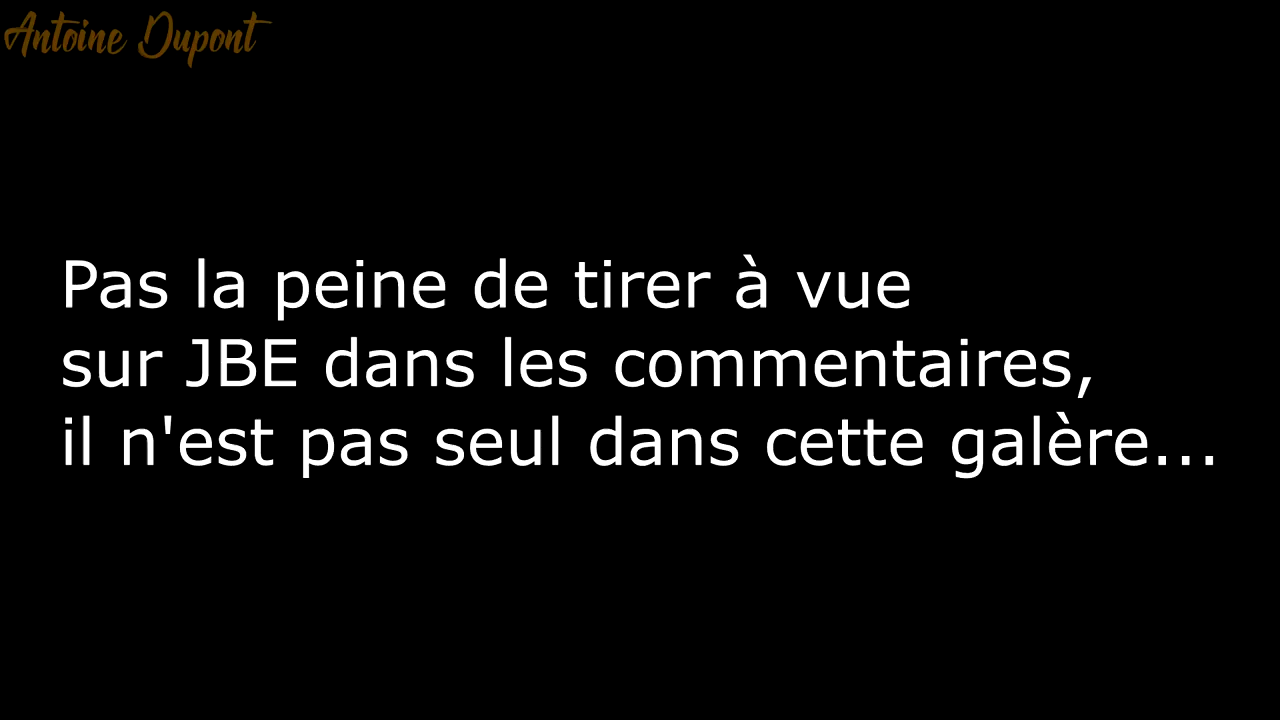 Antoine Dupont
Pas la peine de tirer à vue
sur JBE dans les commentaires,
il n'est pas seul dans cette galère...